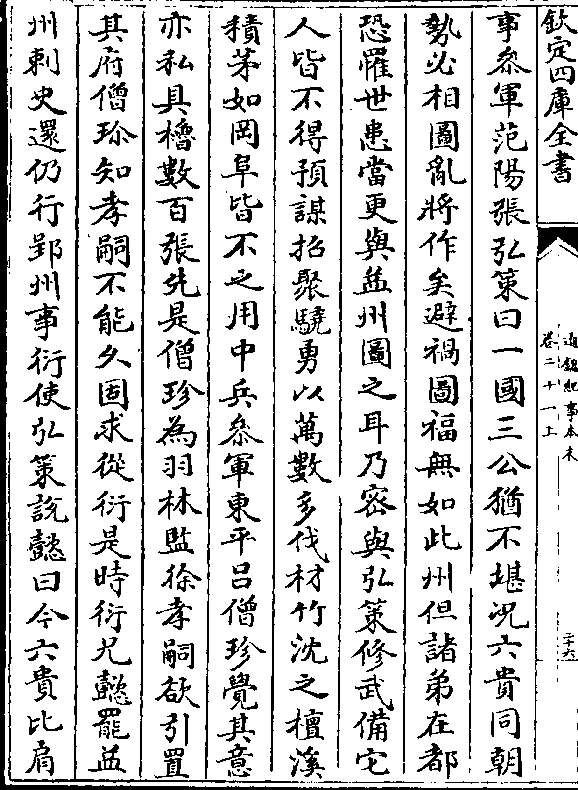 欽定四庫全書
通鑑紀事本末
卷二十一上
二十六
事參軍范陽張弘策曰一國三公猶不堪况六貴同朝
勢必相圖亂將作矣避禍圖福無如此州但諸弟在都
恐罹世患當更與益州圖之耳乃密與弘策修武備它
人皆不得預謀招聚驍勇以萬數多伐材竹沈之檀溪
積茅如岡阜皆不之用中兵參軍東平吕僧珍覺其意
亦私具櫓數百張先是僧珍為羽林監徐孝嗣欲引置
其府僧珍知孝嗣不能久固求從衍是時衍兄懿罷益
州刺史還仍行郢州事衍使弘策說懿曰今六貴比肩